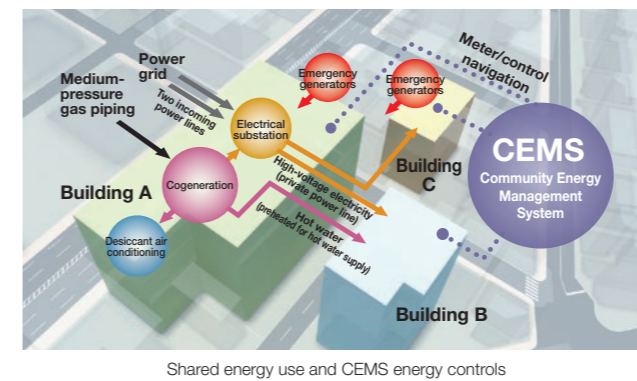 Power
grid
Medium-
pressure
gas piping
Two incoming
power lines
Emergency
generators
Emergency
generators
Meter/control
navigation
Electrical
substation
CEMS
Community Energy
Management
System
Building
C
Building A
Cogeneration
High-voltage electricity
(private power line)
Hot water
(preheated for hot water supply)
Desiccant air
conditioning
Building B
Shared energy use and CEMS energy controls